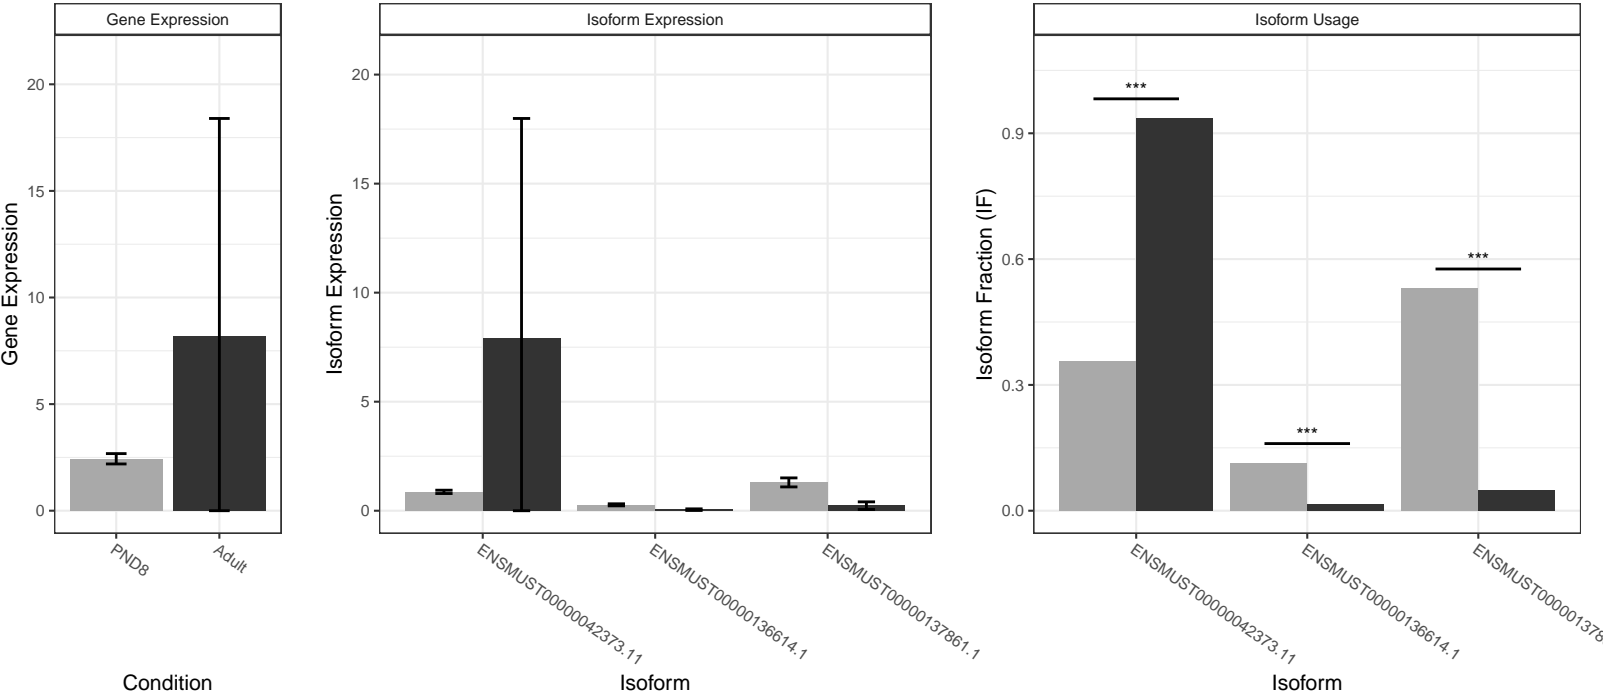 Gene Expression
Isoform Expression
Isoform Usage
Gene Expression
20
15
10
5
0
PND8
Adult
Condition
Isoform Expression
20
15
10
5
0
ENSMUST00000042373.11
ENSMUST00000136614.1
ENSMUST00000137861.1
Isoform
Isoform Fraction (IF)
0.9
0.6
0.3
0.0
***
***
***
ENSMUST00000042373.11
ENSMUST00000136614.1
ENSMUST000001378
Isoform